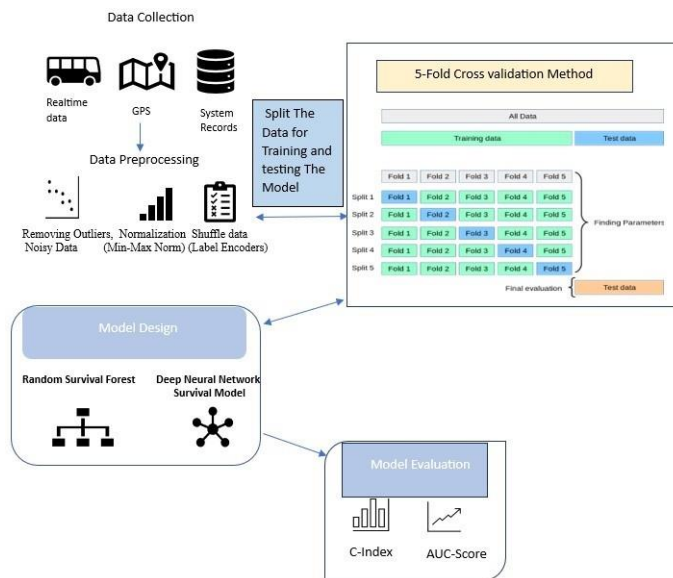 Data Collection
Realtime
data
GPS
System
Records
Data Preprocessing
Removing Outliers,
Noisy Data
Normalization
(Min-Max Norm)
Shuffle data
(Label Encoders)
Split The
Data for
Training and
testing The
Model
5-Fold Cross validation Method
All Data
Training data
Test data
Fold 1 Fold 2 Fold 3 Fold 4 Fold 5
Split 1 Fold 1 Fold 2 Fold 3 Fold 4 Fold 5
Split 2 Fold 1 Fold 2 Fold 3 Fold 4 Fold 5
Split 3 Fold 1 Fold 2 Fold 3 Fold 4 Fold 5
Split 4 Fold 1 Fold 2 Fold 3 Fold 4 Fold 5
Split 5 Fold 1 Fold 2 Fold 3 Fold 4 Fold 5
Finding Parameters
Final evaluation
Test data
Model Design
Random Survival Forest
Deep Neural Network
Survival Model
Model Evaluation
C-Index
AUC-Score